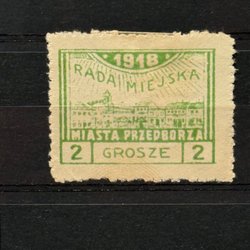 1918
RADA MIEJSKA
MIASTA PRZEDBORZA
2 GROSZE 2